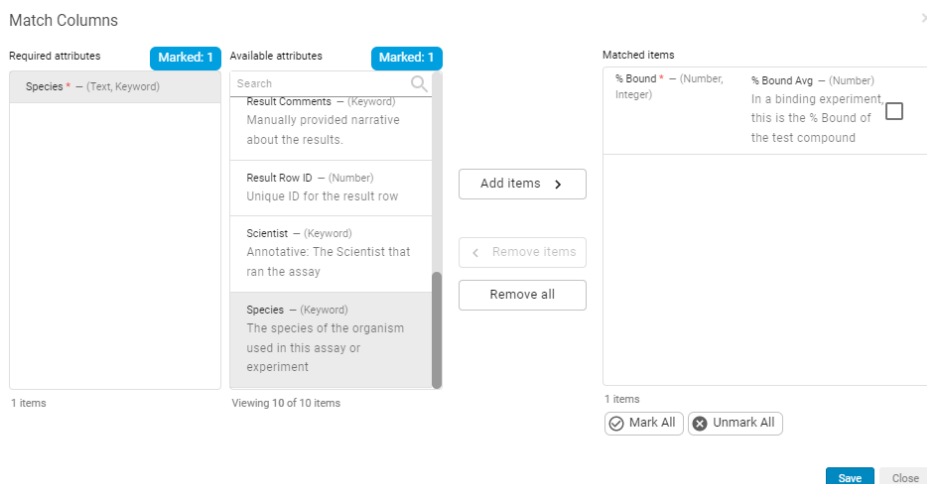 Match Columns
Required attributes
Marked: 1
Species * – (Text, Keyword)
1 items
Available attributes
Marked: 1
Search
Result Comments – (Keyword)
Manually provided narrative
about the results.
Result Row ID – (Number)
Unique ID for the result row
Scientist – (Keyword)
Annotative: The Scientist that
ran the assay
Species – (Keyword)
The species of the organism
used in this assay or
experiment
Viewing 10 of 10 items
Add items
Remove items
Remove all
Matched items
% Bound * – (Number,
Integer)
% Bound Avg – (Number)
In a binding experiment,
this is the % Bound of
the test compound
1 items
Mark All
Unmark All
Save
Close